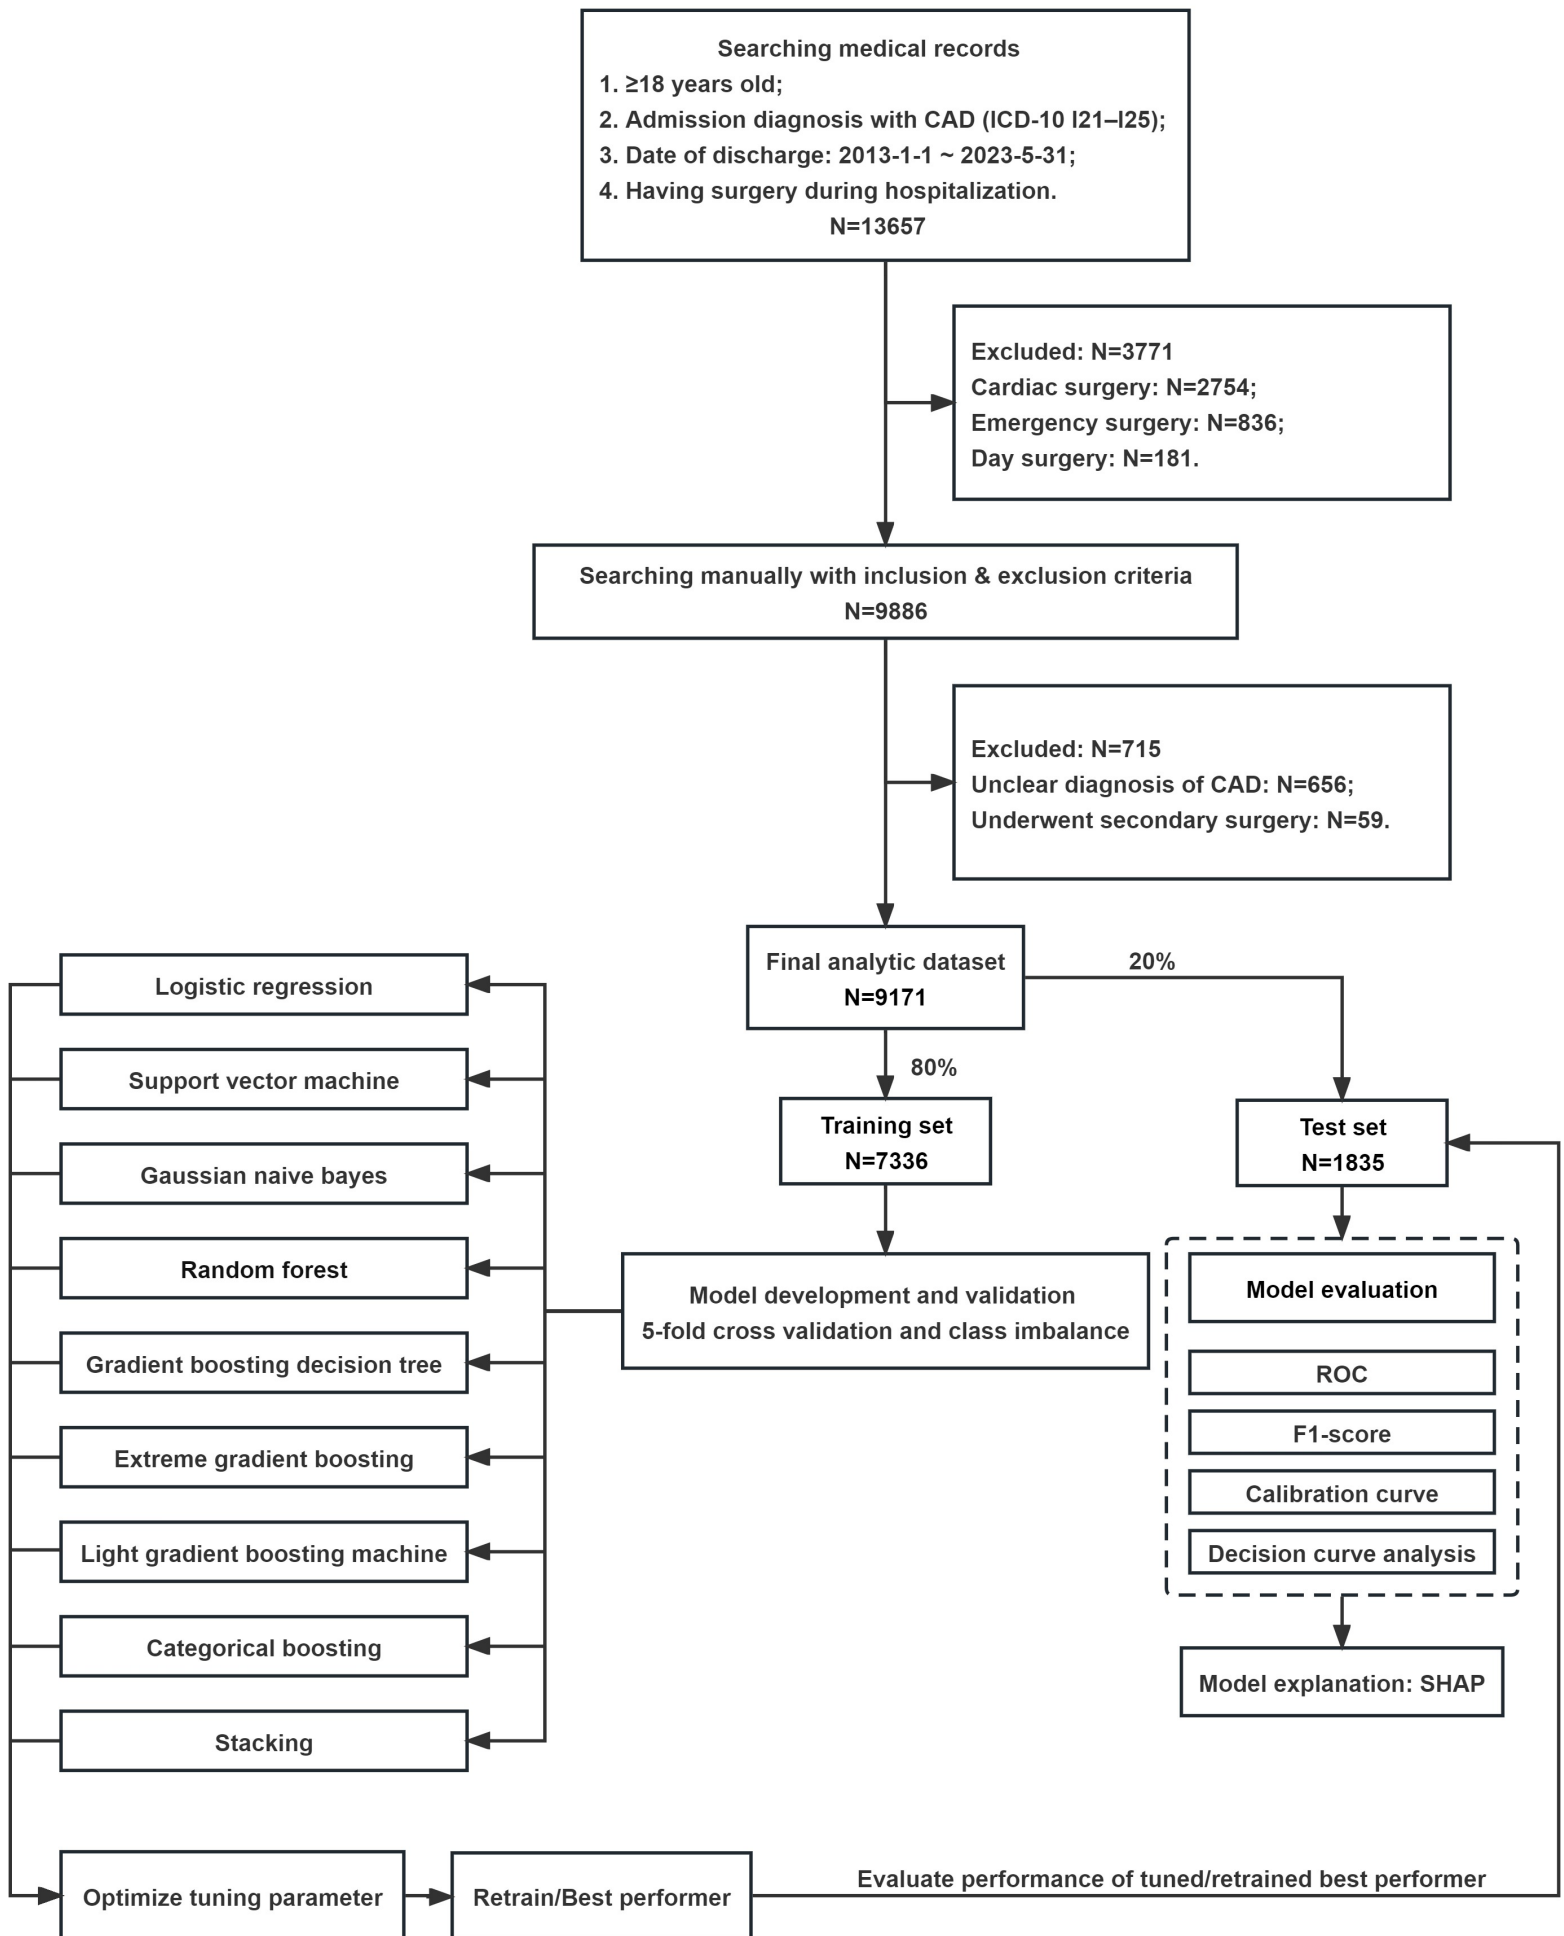 Searching medical records
1. ≥18 years old;
2. Admission diagnosis with CAD (ICD-10 I21–I25);
3. Date of discharge: 2013-1-1 ~ 2023-5-31;
4. Having surgery during hospitalization.
N=13657
Excluded: N=3771
Cardiac surgery: N=2754;
Emergency surgery: N=836;
Day surgery: N=181.
Searching manually with inclusion & exclusion criteria
N=9886
Excluded: N=715
Unclear diagnosis of CAD: N=656;
Underwent secondary surgery: N=59.
Final analytic dataset
N=9171
20%
80%
Training set
N=7336
Test set
N=1835
Model development and validation
5-fold cross validation and class imbalance
Logistic regression
Support vector machine
Gaussian naive bayes
Random forest
Gradient boosting decision tree
Extreme gradient boosting
Light gradient boosting machine
Categorical boosting
Stacking
Model evaluation
ROC
F1-score
Calibration curve
Decision curve analysis
Model explanation: SHAP
Optimize tuning parameter
Retrain/Best performer
Evaluate performance of tuned/retrained best performer